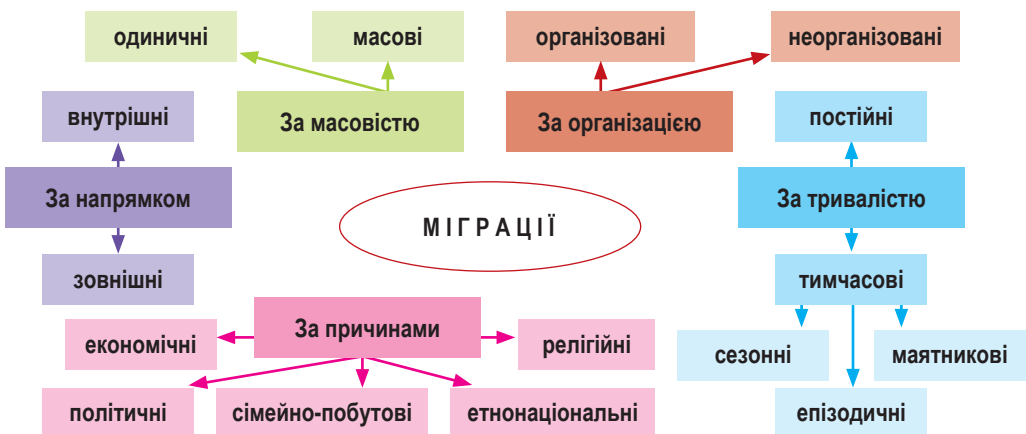 одиничні
масові
організовані
неорганізовані
внутрішні
За масовістю
За організацією
постійні
За напрямком
МІГРАЦІЇ
За тривалістю
зовнішні
тимчасові
За причинами
економічні
релігійні
сезонні
маятникові
політичні
сімейно-побутові
етнонаціональні
епізодичні